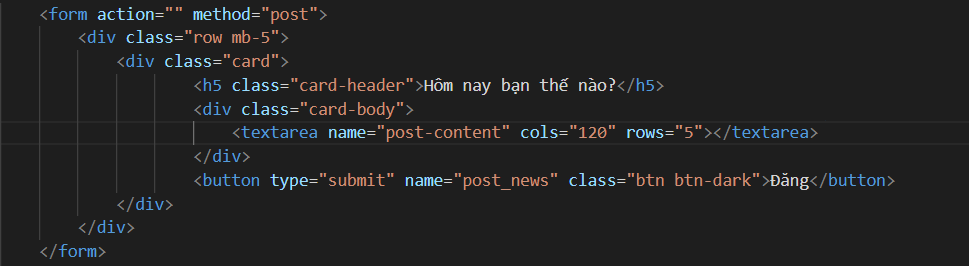 <form action="" method="post">
<div class="row mb-5">
<div class="card">
<h5 class="card-header">Hôm nay bạn thế nào?</h5>
<div class="card-body">
<textarea name="post-content" cols="120" rows="5"></textarea>
</div>
<button type="submit" name="post_news" class="btn btn-dark">Đăng</button>
</div>
</div>
</form>